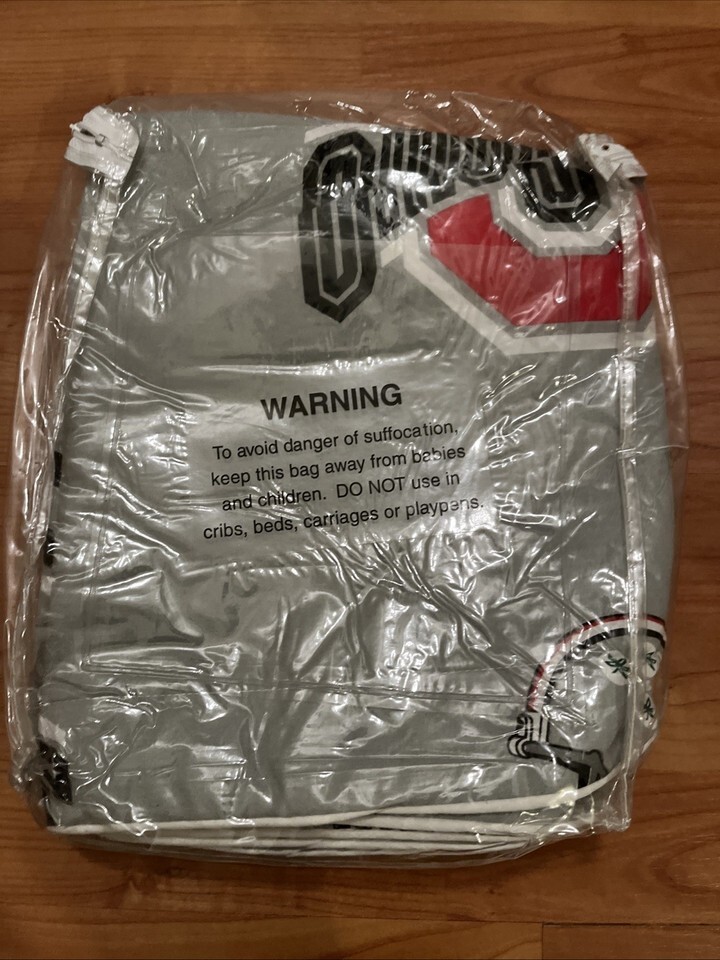 WARNING
To avoid danger of suffocation,
keep this bag away from babies
and children. DO NOT use in
cribs, beds, carriages or playpens.